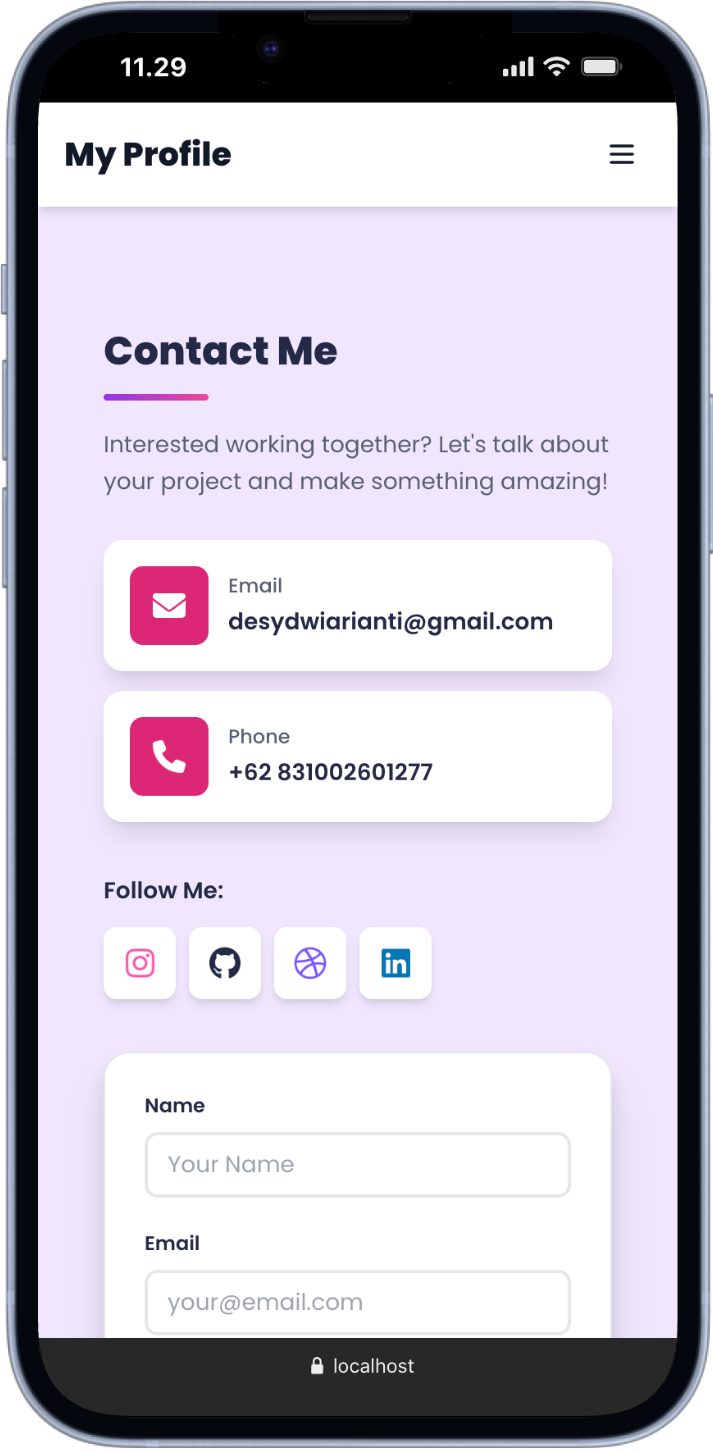 11.29
My Profile
Contact Me
Interested working together? Let's talk about
your project and make something amazing!
Email
desydwiarianti@gmail.com
Phone
+62 831002601277
Follow Me:
in
Name
Your Name
Email
your@email.com
localhost